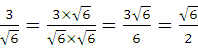 3/√6 = 3×√6/√6×√6 = 3√6/6 = √6/2